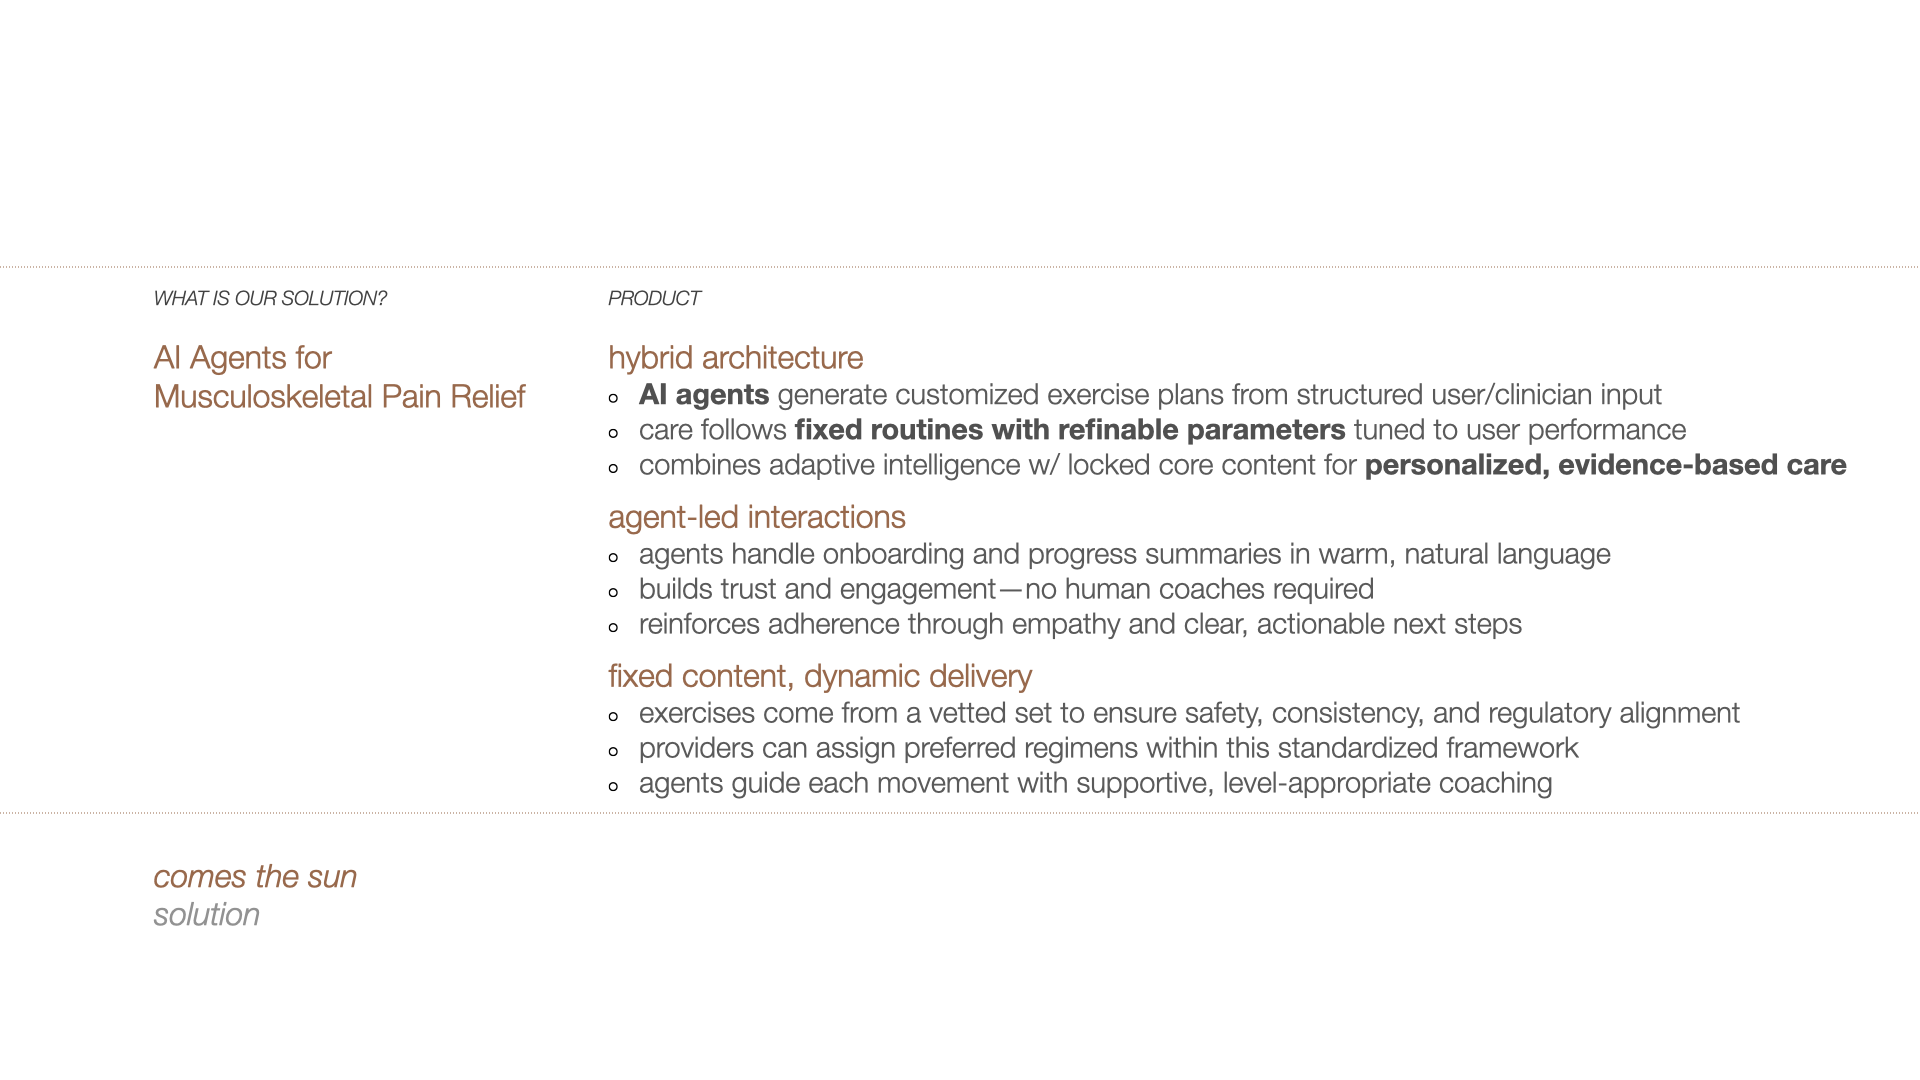 WHAT IS OUR SOLUTION?
AI Agents for
Musculoskeletal Pain Relief
PRODUCT
hybrid architecture
AI agents generate customized exercise plans from structured user/clinician input
care follows fixed routines with refinable parameters tuned to user performance
combines adaptive intelligence w/ locked core content for personalized, evidence-based care
agent-led interactions
agents handle onboarding and progress summaries in warm, natural language
builds trust and engagement—no human coaches required
reinforces adherence through empathy and clear, actionable next steps
fixed content, dynamic delivery
exercises come from a vetted set to ensure safety, consistency, and regulatory alignment
providers can assign preferred regimens within this standardized framework
agents guide each movement with supportive, level-appropriate coaching
comes the sun
solution